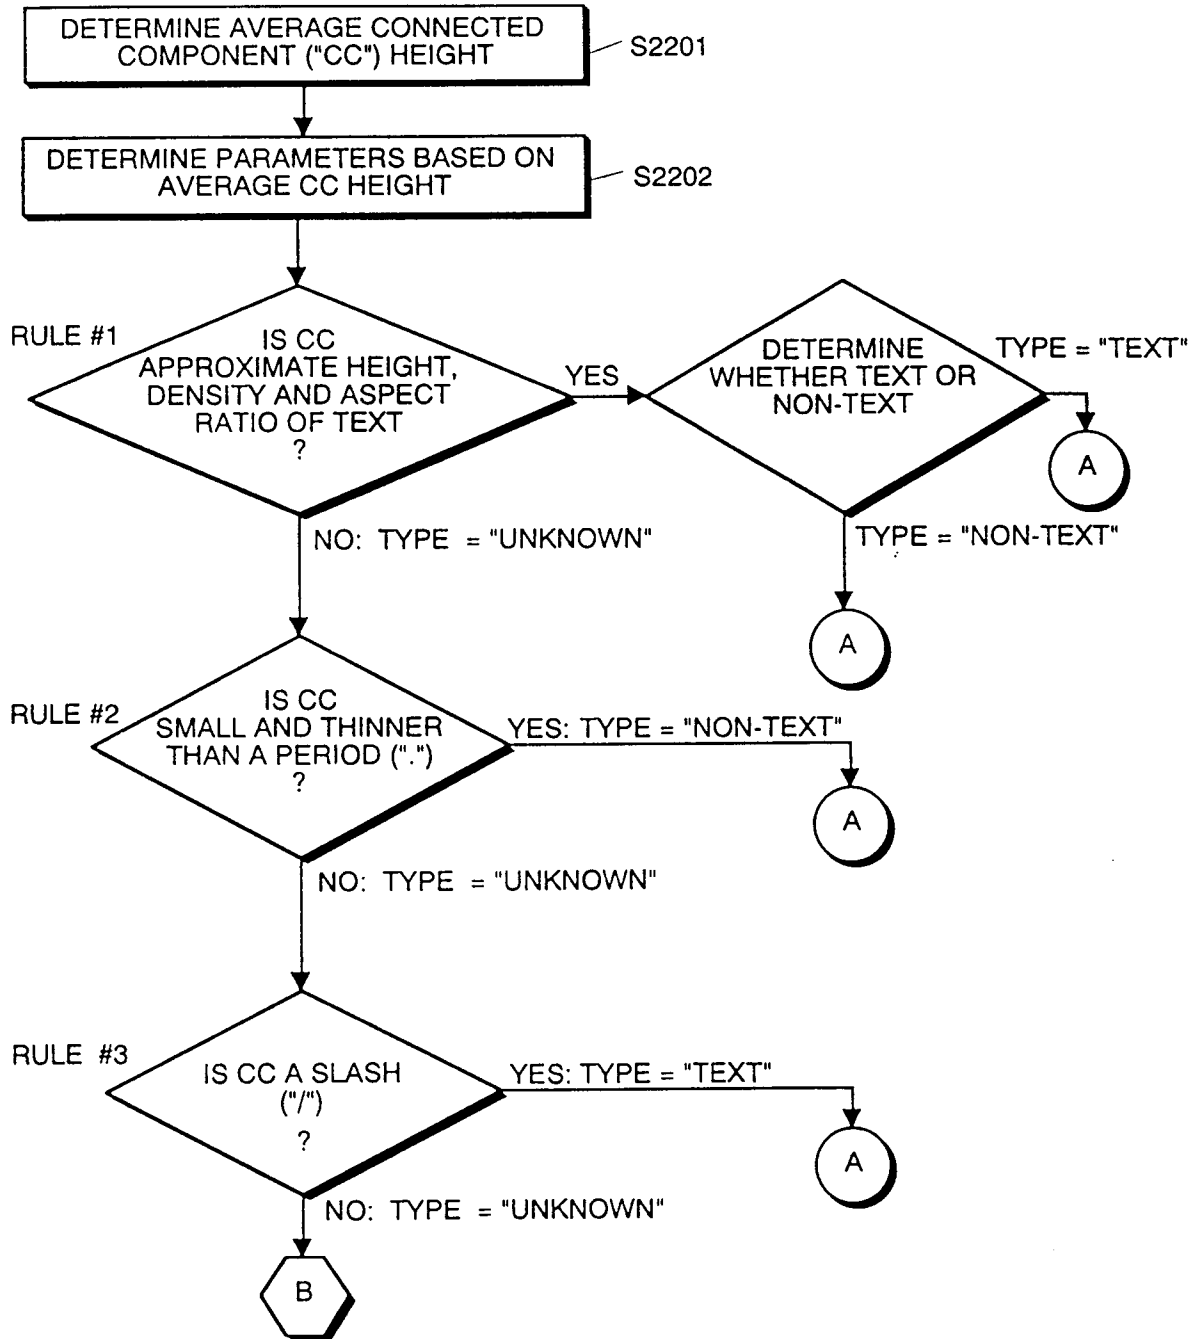 DETERMINE AVERAGE CONNECTED
COMPONENT ("CC") HEIGHT
S2201
DETERMINE PARAMETERS BASED ON
AVERAGE CC HEIGHT
S2202
RULE #1
IS CC
APPROXIMATE HEIGHT,
DENSITY AND ASPECT
RATIO OF TEXT
?
YES
DETERMINE
WHETHER TEXT OR
NON-TEXT
TYPE = "TEXT"
A
NO: TYPE = "UNKNOWN"
TYPE = "NON-TEXT"
A
RULE #2
IS CC
SMALL AND THINNER
THAN A PERIOD (".")
?
YES: TYPE = "NON-TEXT"
A
NO: TYPE = "UNKNOWN"
RULE #3
IS CC A SLASH
("/")
?
YES: TYPE = "TEXT"
A
NO: TYPE = "UNKNOWN"
B